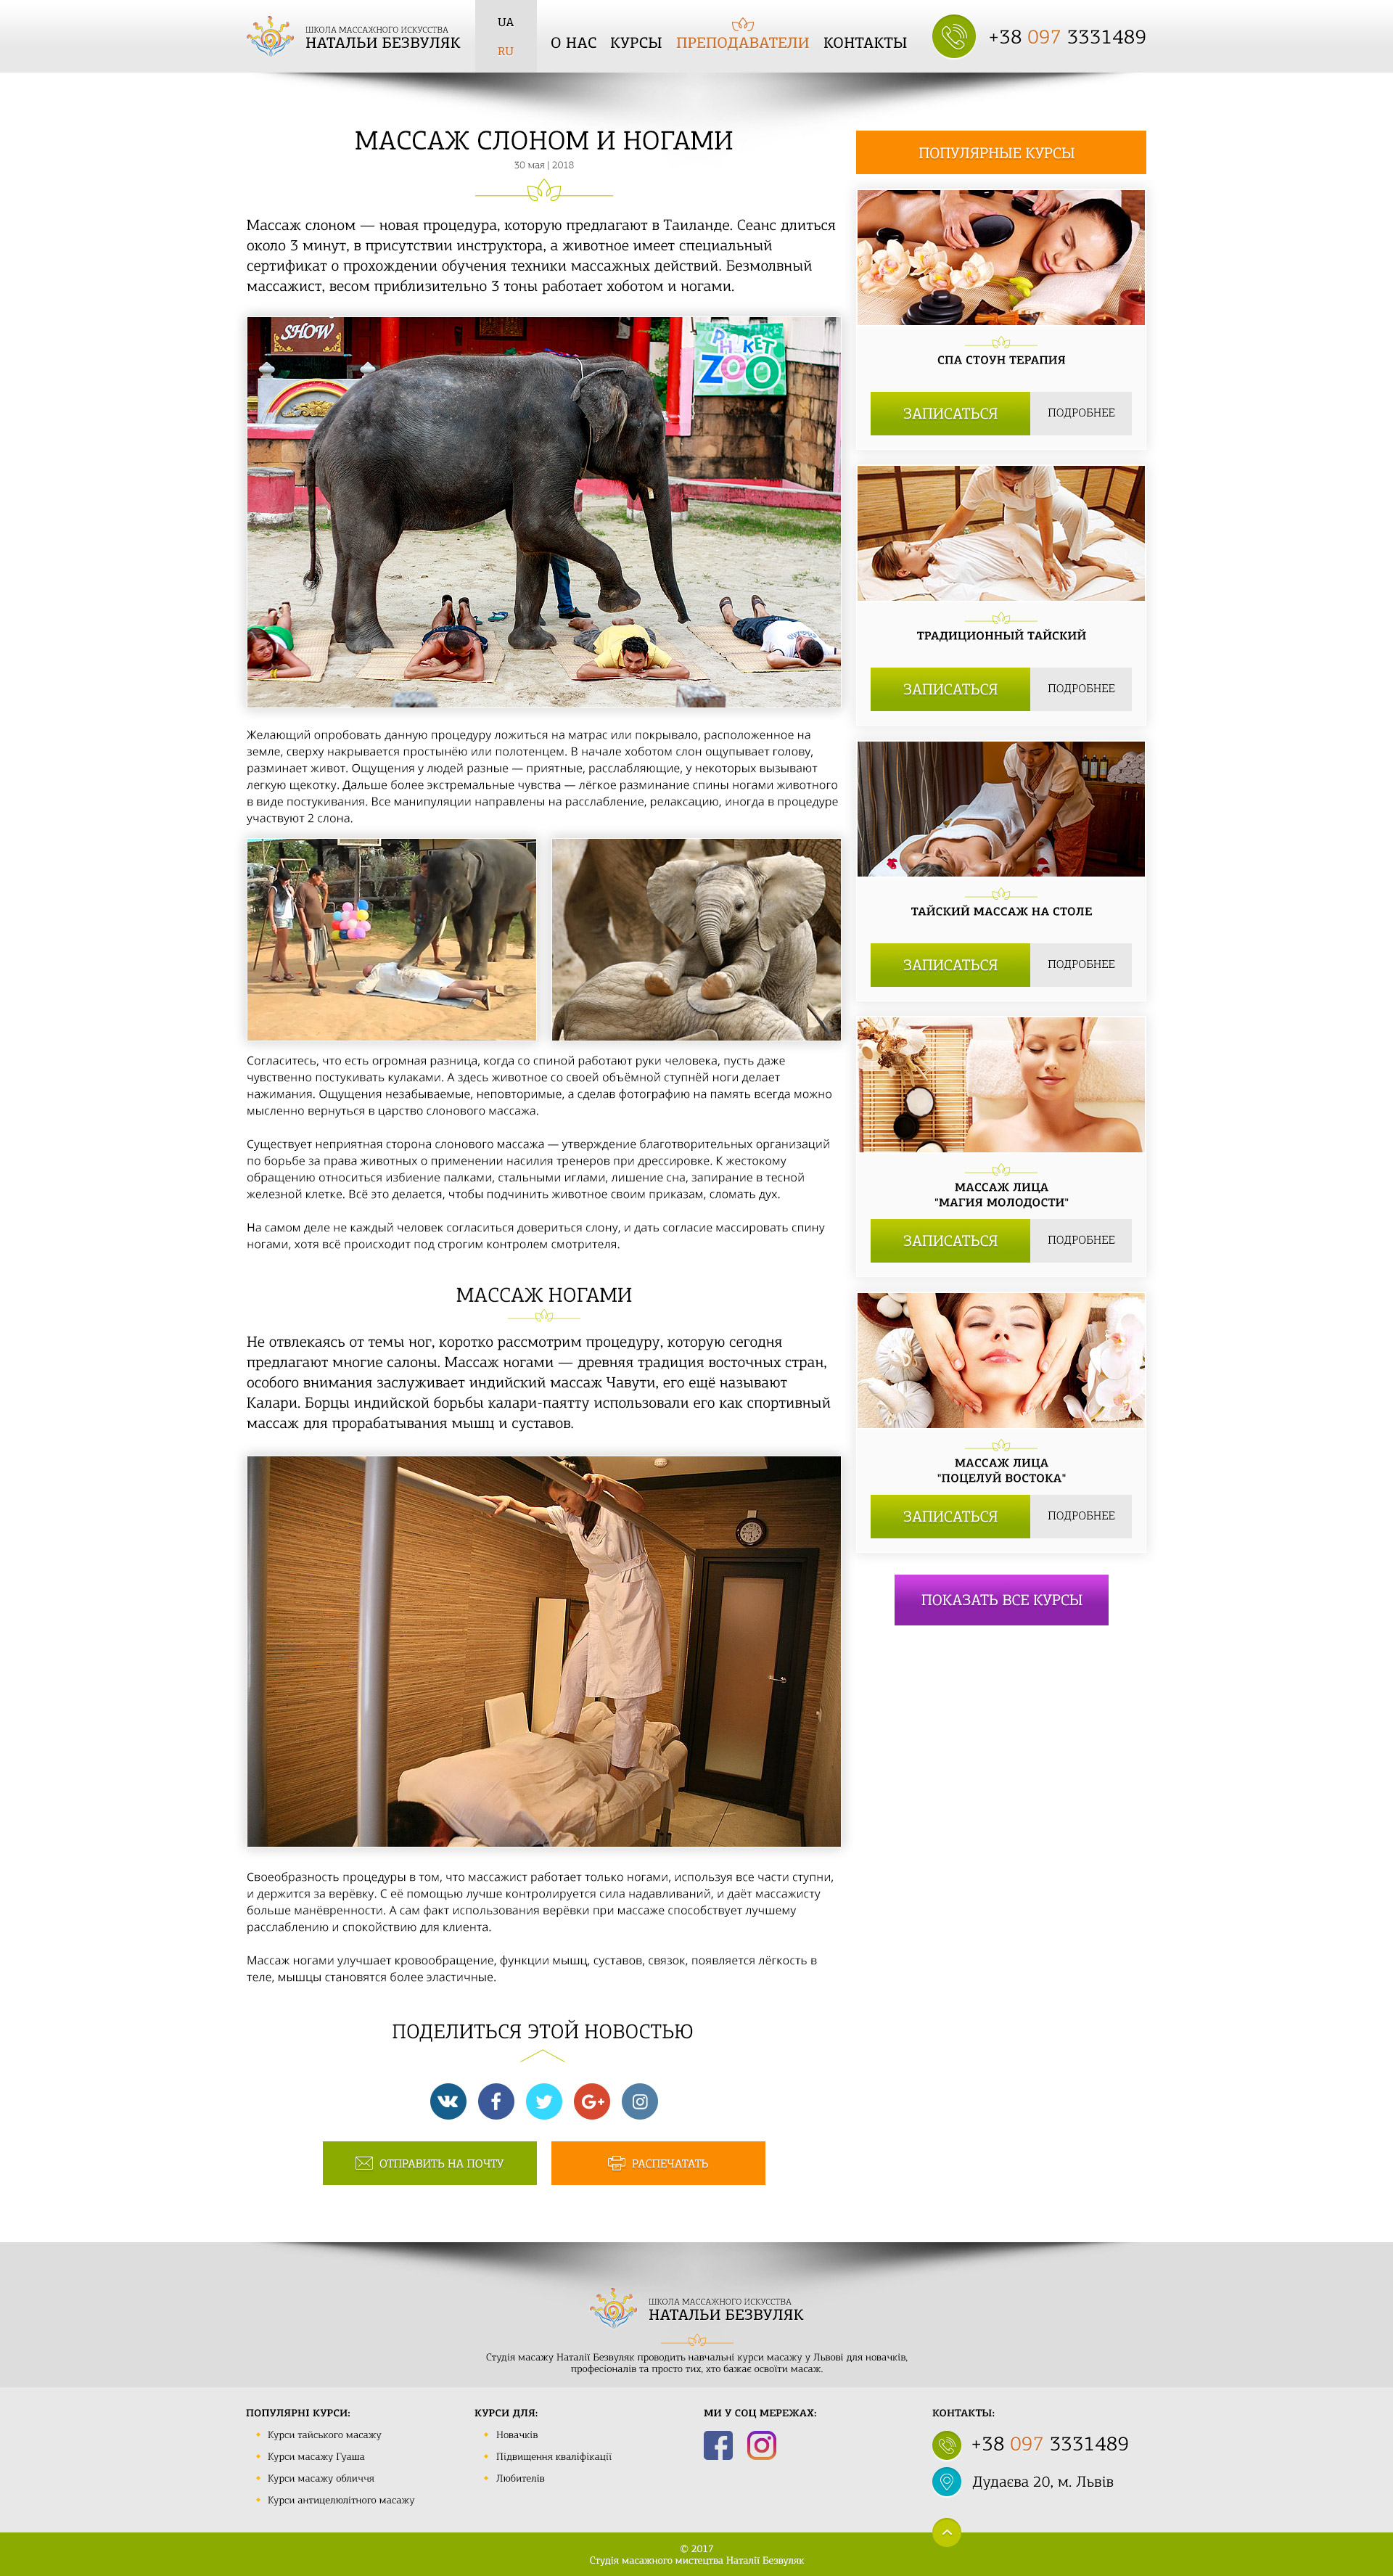 ШКОЛА МАССАЖНОГО ИСКУССТВА
НАТАЛЬИ БЕЗВУЛЯК
UA
RU
О НАС КУРСЫ ПРЕПОДАВАТЕЛИ КОНТАКТЫ
+38 097 3331489
МАССАЖ СЛОНОМ И НОГАМИ
30 мая | 2018
Массаж слоном — новая процедура, которую предлагают в Таиланде. Сеанс длиться
около 3 минут, в присутствии инструктора, а животное имеет специальный
сертификат о прохождении обучения техники массажных действий. Безмолвный
массажист, весом приблизительно 3 тоны работает хоботом и ногами.
SHOW
PHUKET
ZOO
Желающий опробовать данную процедуру ложиться на матрас или покрывало, расположенное на
земле, сверху накрывается простынёю или полотенцем. В начале хоботом слон ощупывает голову,
разминает живот. Ощущения у людей разные — приятные, расслабляющие, у некоторых вызывают
легкую щекотку. Дальше более экстремальные чувства — лёгкое разминание спины ногами животного
в виде постукивания. Все манипуляции направлены на расслабление, релаксацию, иногда в процедуре
участвуют 2 слона.
Согласитесь, что есть огромная разница, когда со спиной работают руки человека, пусть даже
чувственно постукивать кулаками. А здесь животное со своей объёмной ступнёй ноги делает
нажимания. Ощущения незабываемые, неповторимые, а сделав фотографию на память всегда можно
мысленно вернуться в царство слонового массажа.
Существует неприятная сторона слонового массажа — утверждение благотворительных организаций
по борьбе за права животных о применении насилия тренеров при дрессировке. К жестокому
обращению относиться избиение палками, стальными иглами, лишение сна, запирание в тесной
железной клетке. Всё это делается, чтобы подчинить животное своим приказам, сломать дух.
На самом деле не каждый человек согласиться довериться слону, и дать согласие массировать спину
ногами, хотя всё происходит под строгим контролем смотрителя.
МАССАЖ НОГАМИ
Не отвлекаясь от темы ног, коротко рассмотрим процедуру, которую сегодня
предлагают многие салоны. Массаж ногами — древняя традиция восточных стран,
особого внимания заслуживает индийский массаж Чавути, его ещё называют
Калари. Борцы индийской борьбы калари-паятту использовали его как спортивный
массаж для прорабатывания мышц и суставов.
Своеобразность процедуры в том, что массажист работает только ногами, используя все части ступни,
и держится за верёвку. С её помощью лучше контролируется сила надавливаний, и даёт массажисту
больше манёвренности. А сам факт использования верёвки при массаже способствует лучшему
расслаблению и спокойствию для клиента.
Массаж ногами улучшает кровообращение, функции мышц, суставов, связок, появляется лёгкость в
теле, мышцы становятся более эластичные.
ПОДЕЛИТЬСЯ ЭТОЙ НОВОСТЬЮ
ОТПРАВИТЬ НА ПОЧТУ
РАСПЕЧАТАТЬ
ПОПУЛЯРНЫЕ КУРСЫ
СПА СТОУН ТЕРАПИЯ
ЗАПИСАТЬСЯ ПОДРОБНЕЕ
ТРАДИЦИОННЫЙ ТАЙСКИЙ
ЗАПИСАТЬСЯ ПОДРОБНЕЕ
ТАЙСКИЙ МАССАЖ НА СТОЛЕ
ЗАПИСАТЬСЯ ПОДРОБНЕЕ
МАССАЖ ЛИЦА
"МАГИЯ МОЛОДОСТИ"
ЗАПИСАТЬСЯ ПОДРОБНЕЕ
МАССАЖ ЛИЦА
"ПОЦЕЛУЙ ВОСТОКА"
ЗАПИСАТЬСЯ ПОДРОБНЕЕ
ПОКАЗАТЬ ВСЕ КУРСЫ
ШКОЛА МАССАЖНОГО ИСКУССТВА
НАТАЛЬИ БЕЗВУЛЯК
Студія масажу Наталії Безвуляк проводить навчальні курси масажу у Львові для новачків,
професіоналів та просто тих, хто бажає освоїти масаж.
ПОПУЛЯРНІ КУРСИ:
Курси тайського масажу
Курси масажу Гуаша
Курси масажу обличчя
Курси антицелюлітного масажу
КУРСИ ДЛЯ:
Новачків
Підвищення кваліфікації
Любителів
МИ У СОЦ МЕРЕЖАХ:
КОНТАКТЫ:
+38 097 3331489
Дудаєва 20, м. Львів
© 2017
Студія масажного мистецтва Наталії Безвуляк